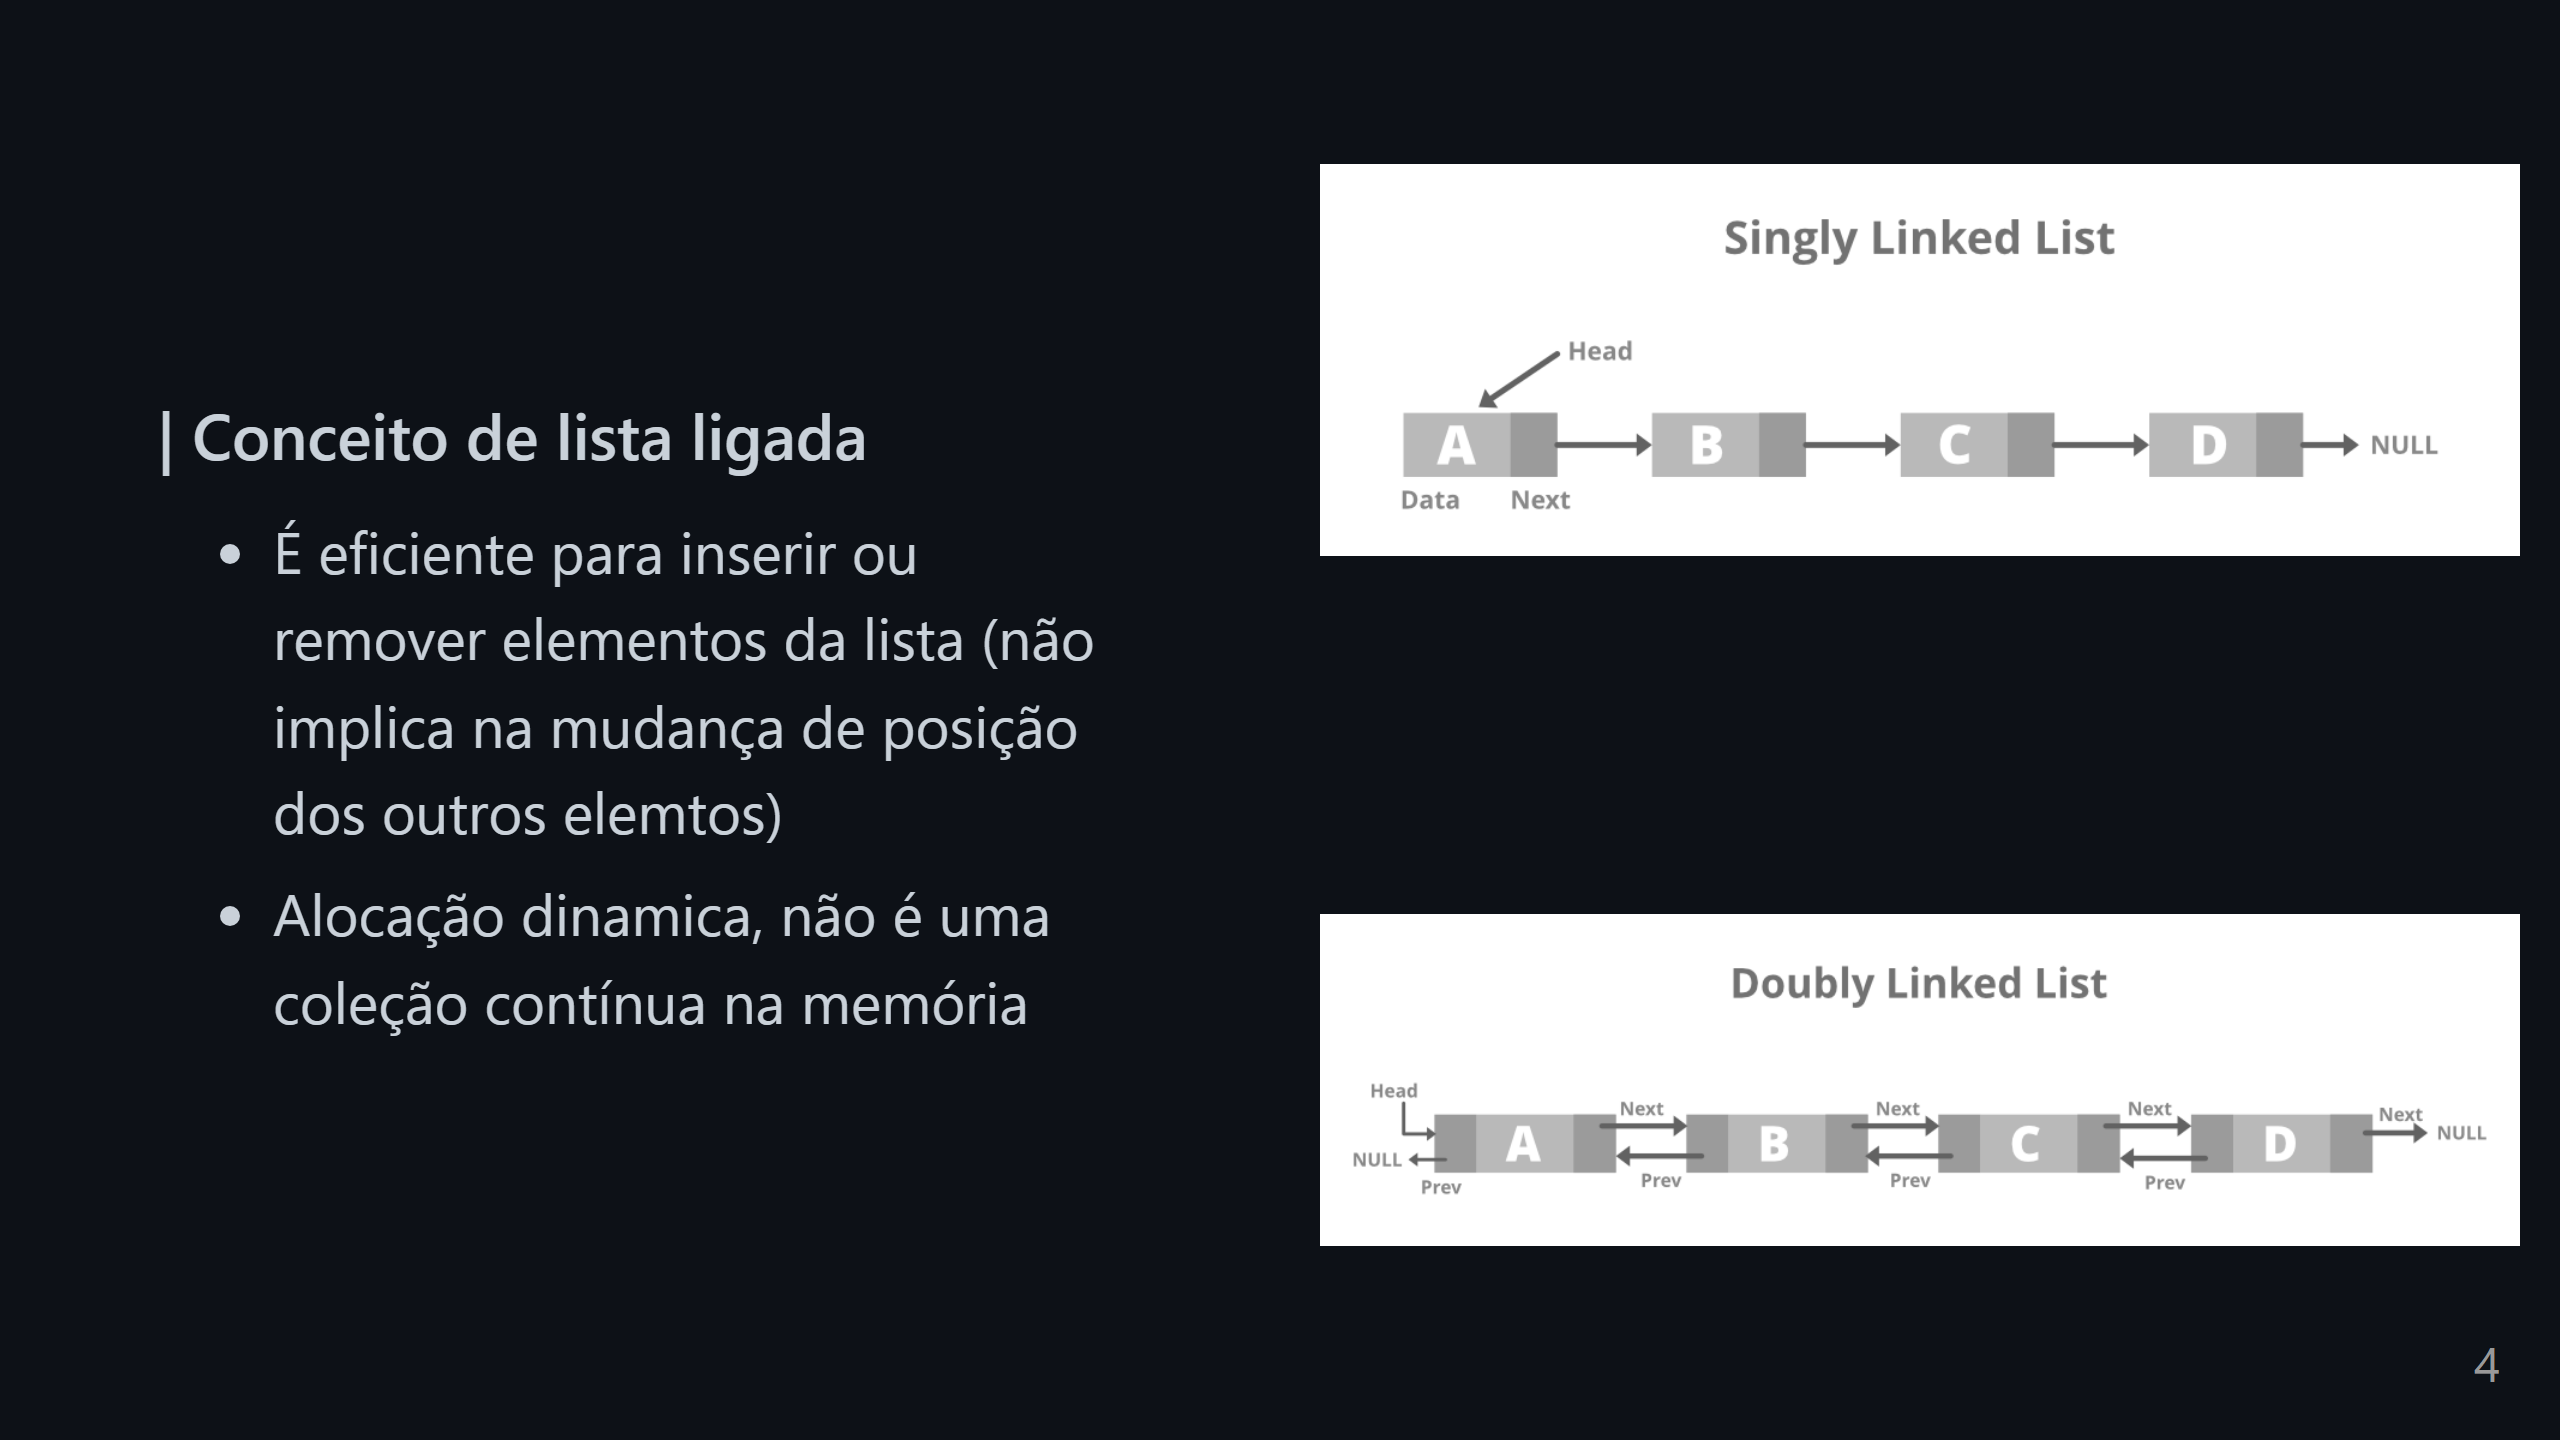 | Conceito de lista ligada
• É eficiente para inserir ou
remover elementos da lista (não
implica na mudança de posição
dos outros elemtos)
• Alocação dinamica, não é uma
coleção contínua na memória
Singly Linked List
Head
A B C D NULL
Data Next
Doubly Linked List
Head
Next Next Next Next
A B C D NULL
NULL
Prev Prev Prev Prev
4